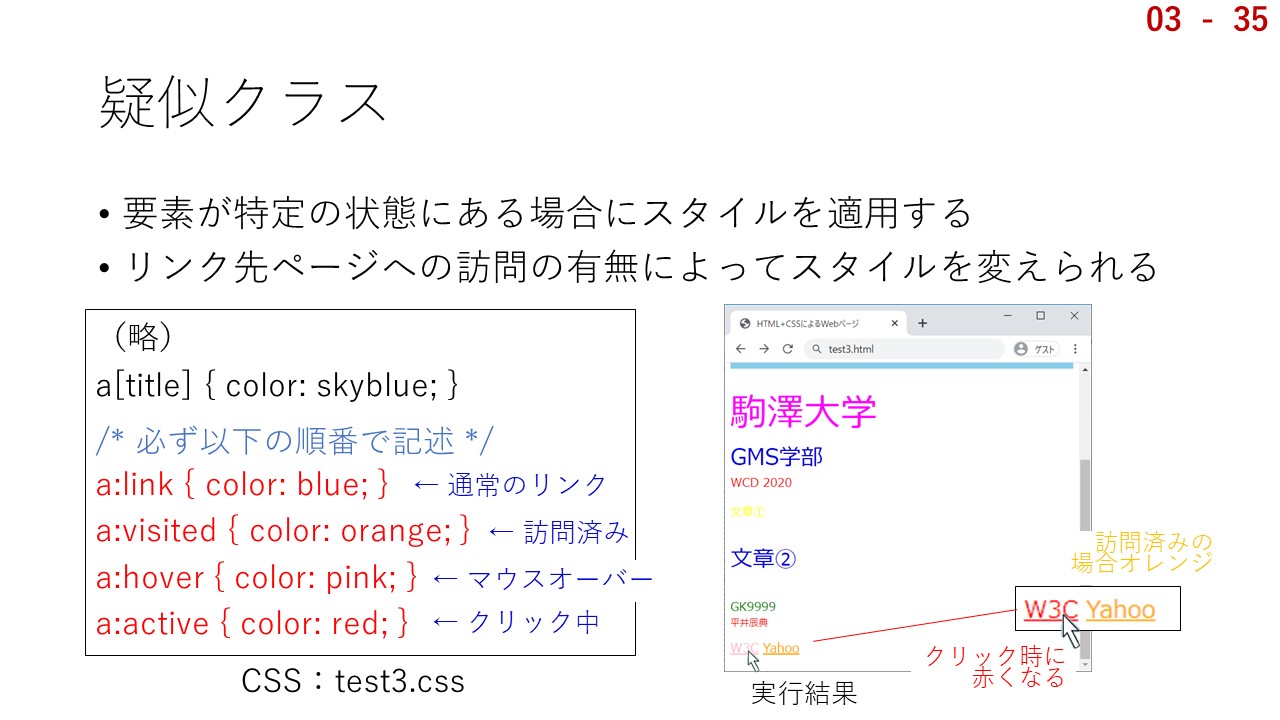 03 - 35
疑似クラス
• 要素が特定の状態にある場合にスタイルを適用する
• リンク先ページへの訪問の有無によってスタイルを変えられる
（略）
a[title] { color: skyblue; }
/* 必ず以下の順番で記述 */
a:link { color: blue; } ← 通常のリンク
a:visited { color: orange; } ← 訪問済み
a:hover { color: pink; } ← マウスオーバー
a:active { color: red; } ← クリック中
CSS：test3.css
HTML+CSSによるWebページ
test3.html
ゲスト
駒澤大学
GMS学部
WCD 2020
文章①
文章②
GK9999
平井辰典
W3C Yahoo
訪問済みの
場合オレンジ
W3C Yahoo
クリック時に
赤くなる
実行結果